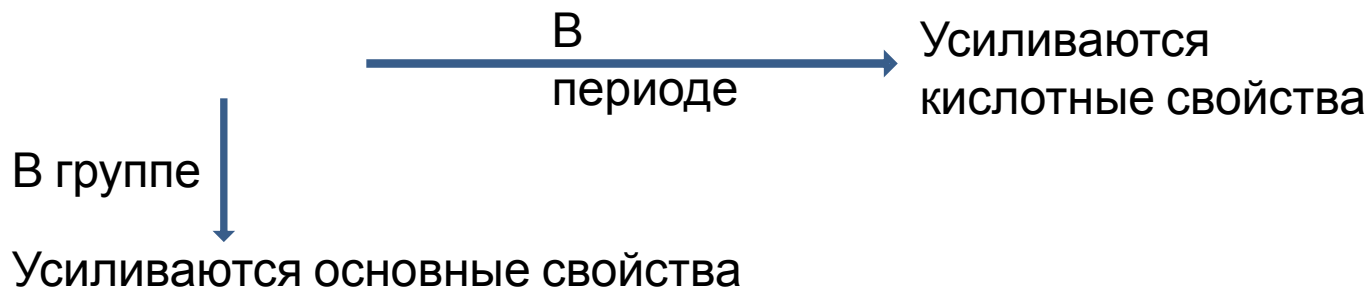 В
периоде
Усиливаются
кислотные свойства
В группе
Усиливаются основные свойства